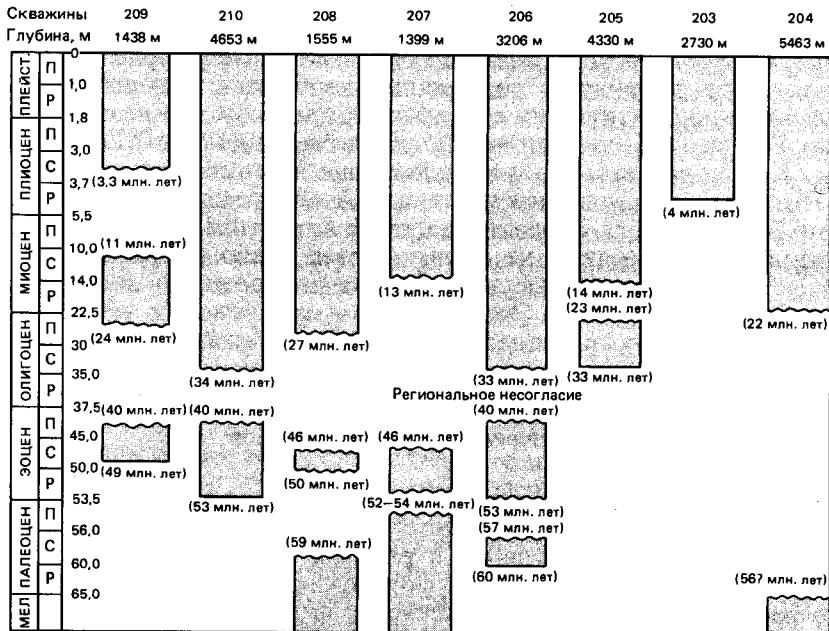 Скважины 209 210 208 207 206 205 203 204
Глубина, м 1438 м 4653 м 1555 м 1399 м 3206 м 4330 м 2730 м 5463 м
0
ПЛЕЙСТ.
П
1,0
Р
1,8
ПЛИОЦЕН
П
3,0
С
3,7 (3,3 млн. лет)
Р
(4 млн. лет)
5,5
МИОЦЕН
П
10,0 (11 млн. лет)
С
14,0 (13 млн. лет) (14 млн. лет)
Р
(23 млн. лет)
22,5
(24 млн. лет) (27 млн. лет) (22 млн. лет)
ОЛИГОЦЕН
П
30
С
35,0 (34 млн. лет) (33 млн. лет) (33 млн. лет)
Р
Региональное несогласие
37,5 (40 млн. лет) (40 млн. лет) (40 млн. лет)
ЭОЦЕН
П
45,0 (46 млн. лет) (46 млн. лет)
С
50,0 (49 млн. лет) (50 млн. лет)
Р
53,5 (53 млн. лет) (52–54 млн. лет) (53 млн. лет)
ПАЛЕОЦЕН
П
56,0 (57 млн. лет)
С
(59 млн. лет)
60,0
Р
(60 млн. лет) (56? млн. лет)
65,0
МЕЛ